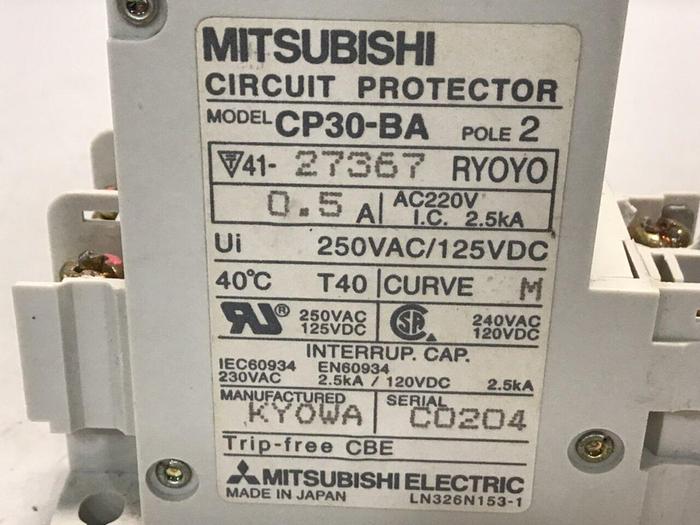 MITSUBISHI
CIRCUIT PROTECTOR
MODEL CP30-BA POLE 2
41-27367 RYOYO
0.5 A AC220V I.C. 2.5kA
Ui 250VAC/125VDC
40°C T40 CURVE M
250VAC 125VDC 240VAC 120VDC
INTERRUP. CAP.
IEC60934 EN60934
230VAC 2.5kA / 120VDC 2.5kA
MANUFACTURED SERIAL
KYOWA C0204
Trip-free CBE
MITSUBISHI ELECTRIC
MADE IN JAPAN LN326N153-1